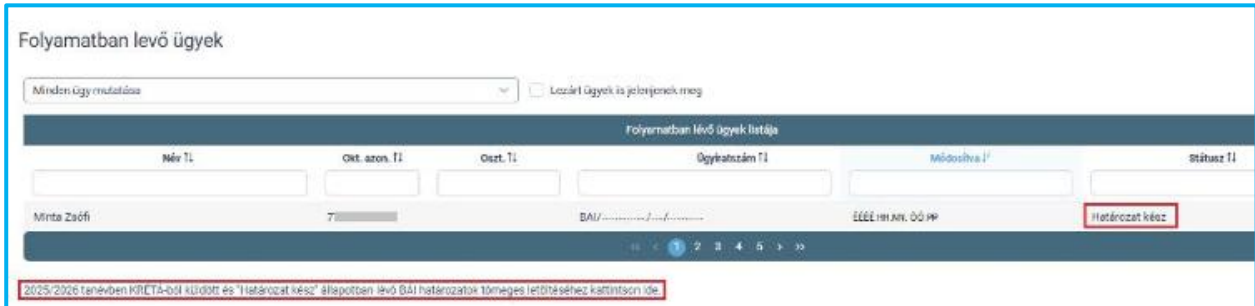 Folyamatban levő ügyek
Minden ügy mutatása
Lezárt ügyek is jelenjenek meg
Folyamatban lévő ügyek listája
Név Okt. azon. Oszt. Ügyiratszám Módosítva Státusz
Minta Zsófi 7 BAI/............/..../........... ÉÉÉÉ.HH.NN. ÓÓ:PP Határozat kész
« < 1 2 3 4 5 > »
2025/2026 tanévben KRÉTA-ból küldött és "Határozat kész" állapotban lévő BAI határozatok tömeges letöltéséhez kattintson ide.